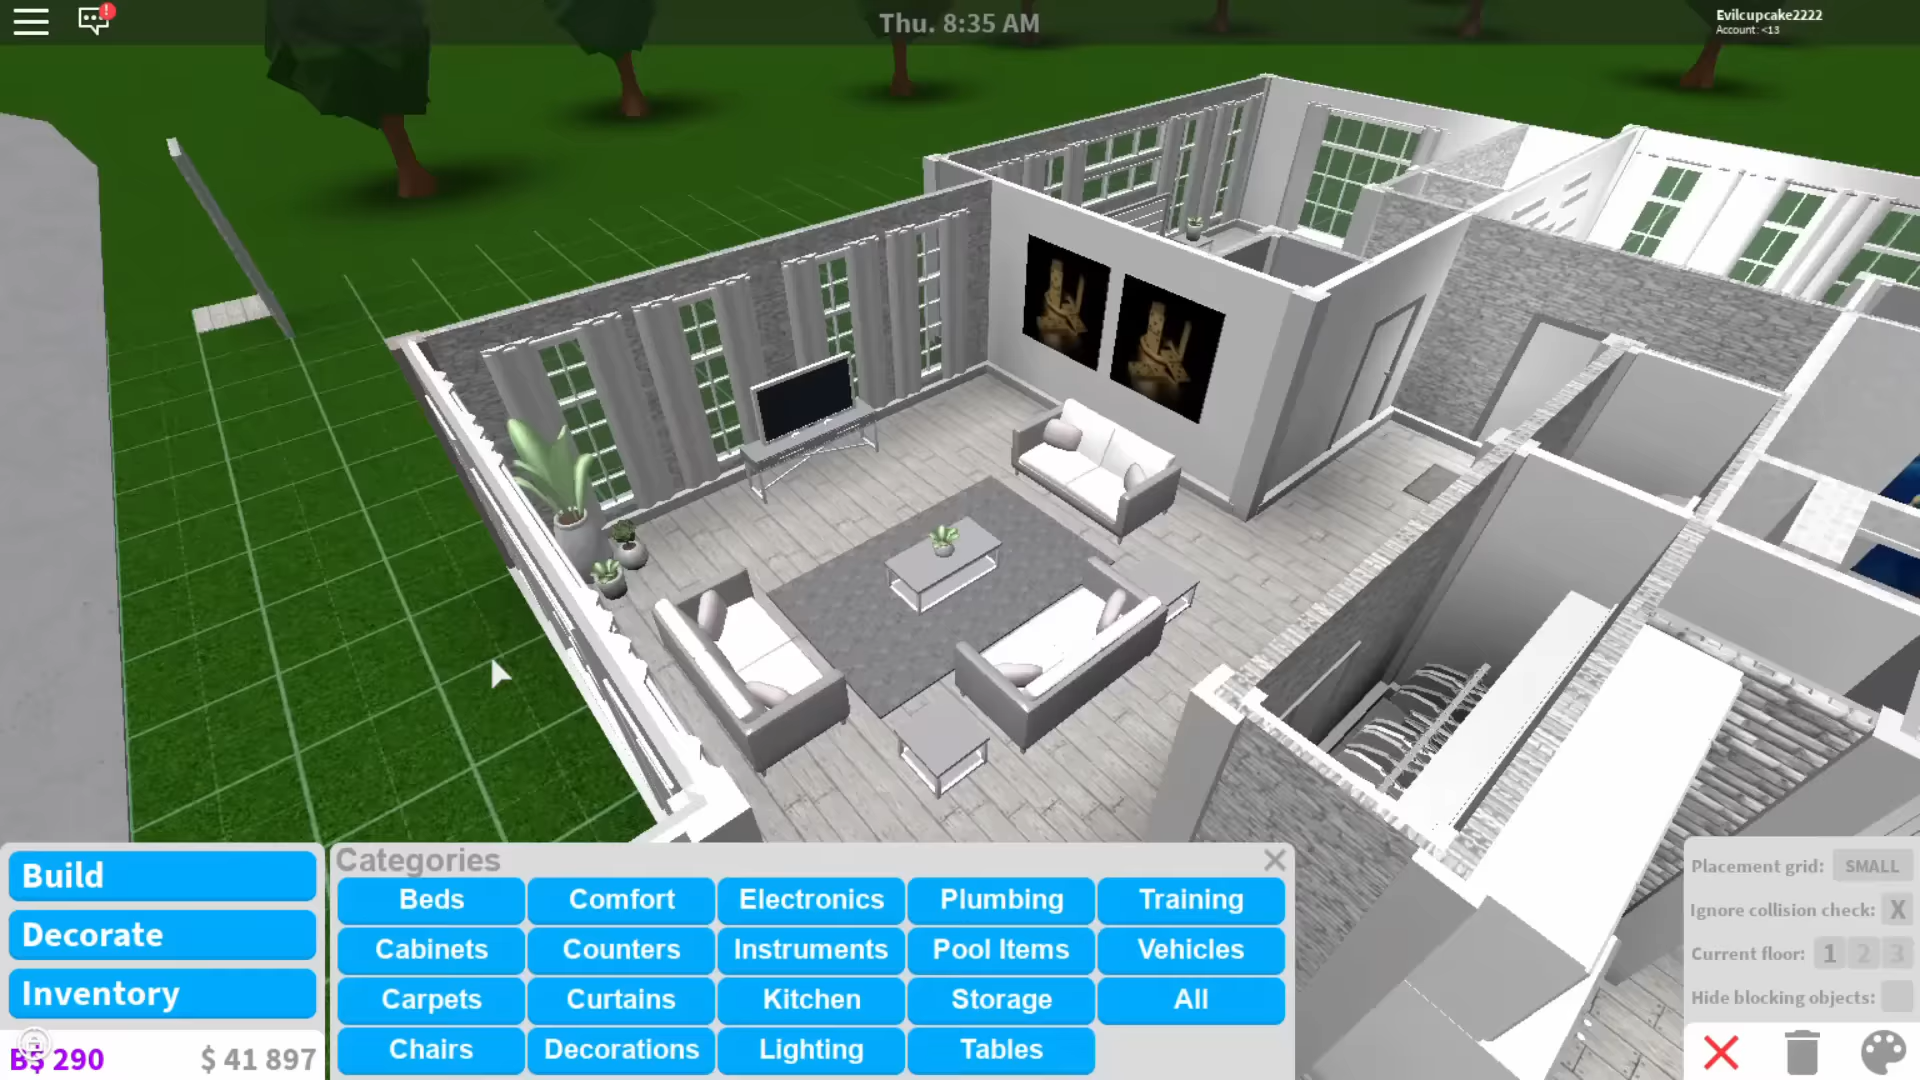 Thu. 8:35 AM
Evilcupcake2222
Account: <13
Build
Decorate
Inventory
B$ 290
$ 41 897
Categories
Beds Comfort Electronics Plumbing Training
Cabinets Counters Instruments Pool Items Vehicles
Carpets Curtains Kitchen Storage All
Chairs Decorations Lighting Tables
Placement grid: SMALL
Ignore collision check: X
Current floor: 1 2 3
Hide blocking objects: